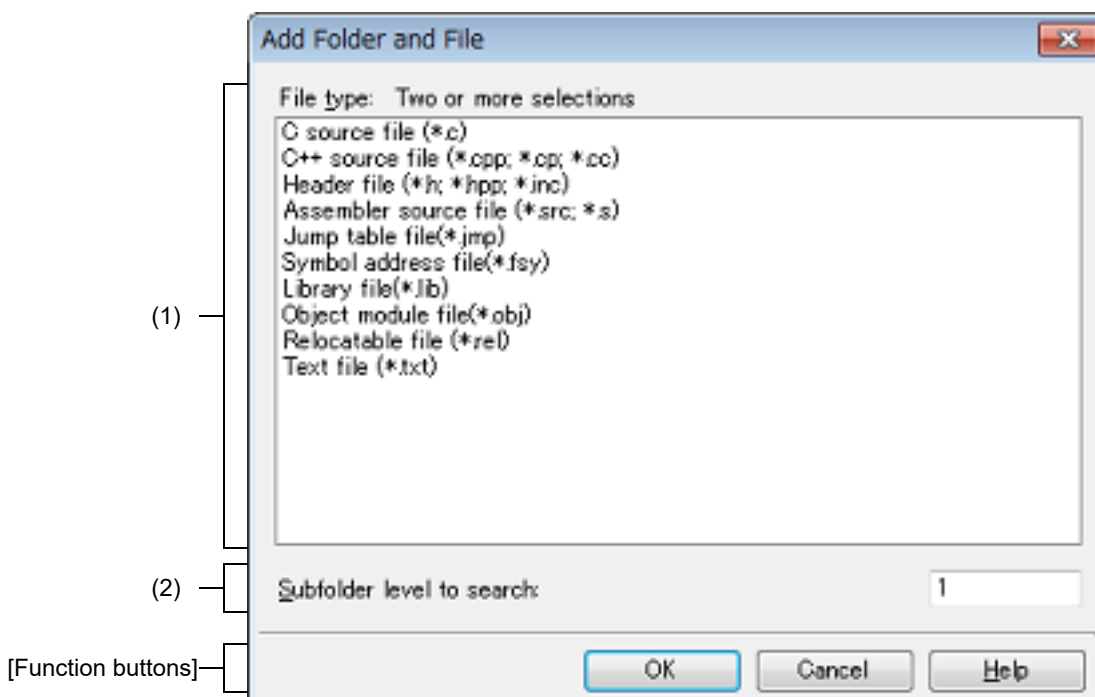 Add Folder and File
File type: Two or more selections
C source file (*.c)
C++ source file (*.cpp; *.cp; *.cc)
Header file (*.h; *.hpp; *.inc)
Assembler source file (*.src; *.s)
Jump table file(*.jmp)
Symbol address file(*.fsy)
Library file(*.lib)
Object module file(*.obj)
Relocatable file (*.rel)
Text file (*.txt)
(1)
(2)
Subfolder level to search:
1
[Function buttons]
OK
Cancel
Help